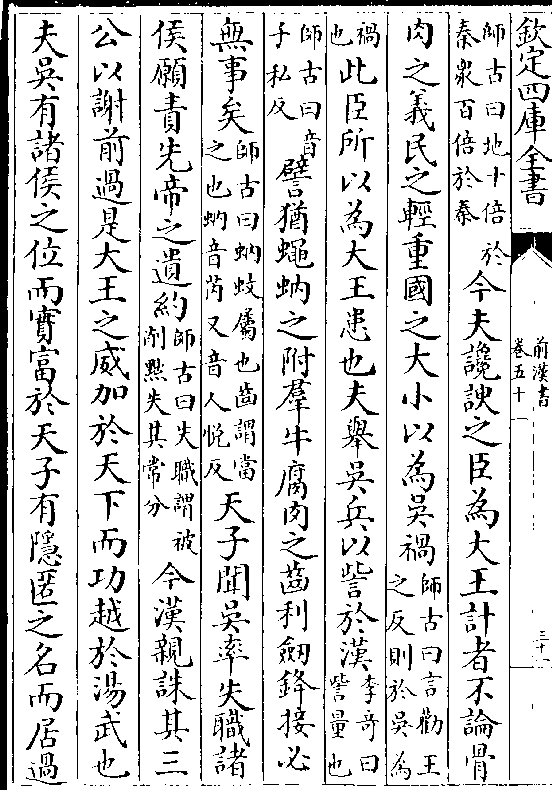 欽定四庫全書
前漢書
卷五十一
三十一
師古曰地十倍於
秦衆百倍於秦
今夫讒諛之臣為大王計者不論骨
肉之義民之輕重國之大小以為吳禍
師古曰言勸王
之反則於吳為
禍
也
此臣所以為大王患也夫舉吳兵以訾於漢
李奇曰
訾量也
師古曰音
子私反
譬猶蠅蚋之附羣牛腐肉之齒利劔鋒接必
無事矣
師古曰蚋蚊屬也齒謂當
之也蚋音芮又音人悅反
天子聞吳率失職諸
侯願責先帝之遺約
師古曰失職謂被
削黜失其常分
今漢親誅其三
公以謝前過是大王之威加於天下而功越於湯武也
夫吳有諸侯之位而實富於天子有隱匿之名而居過